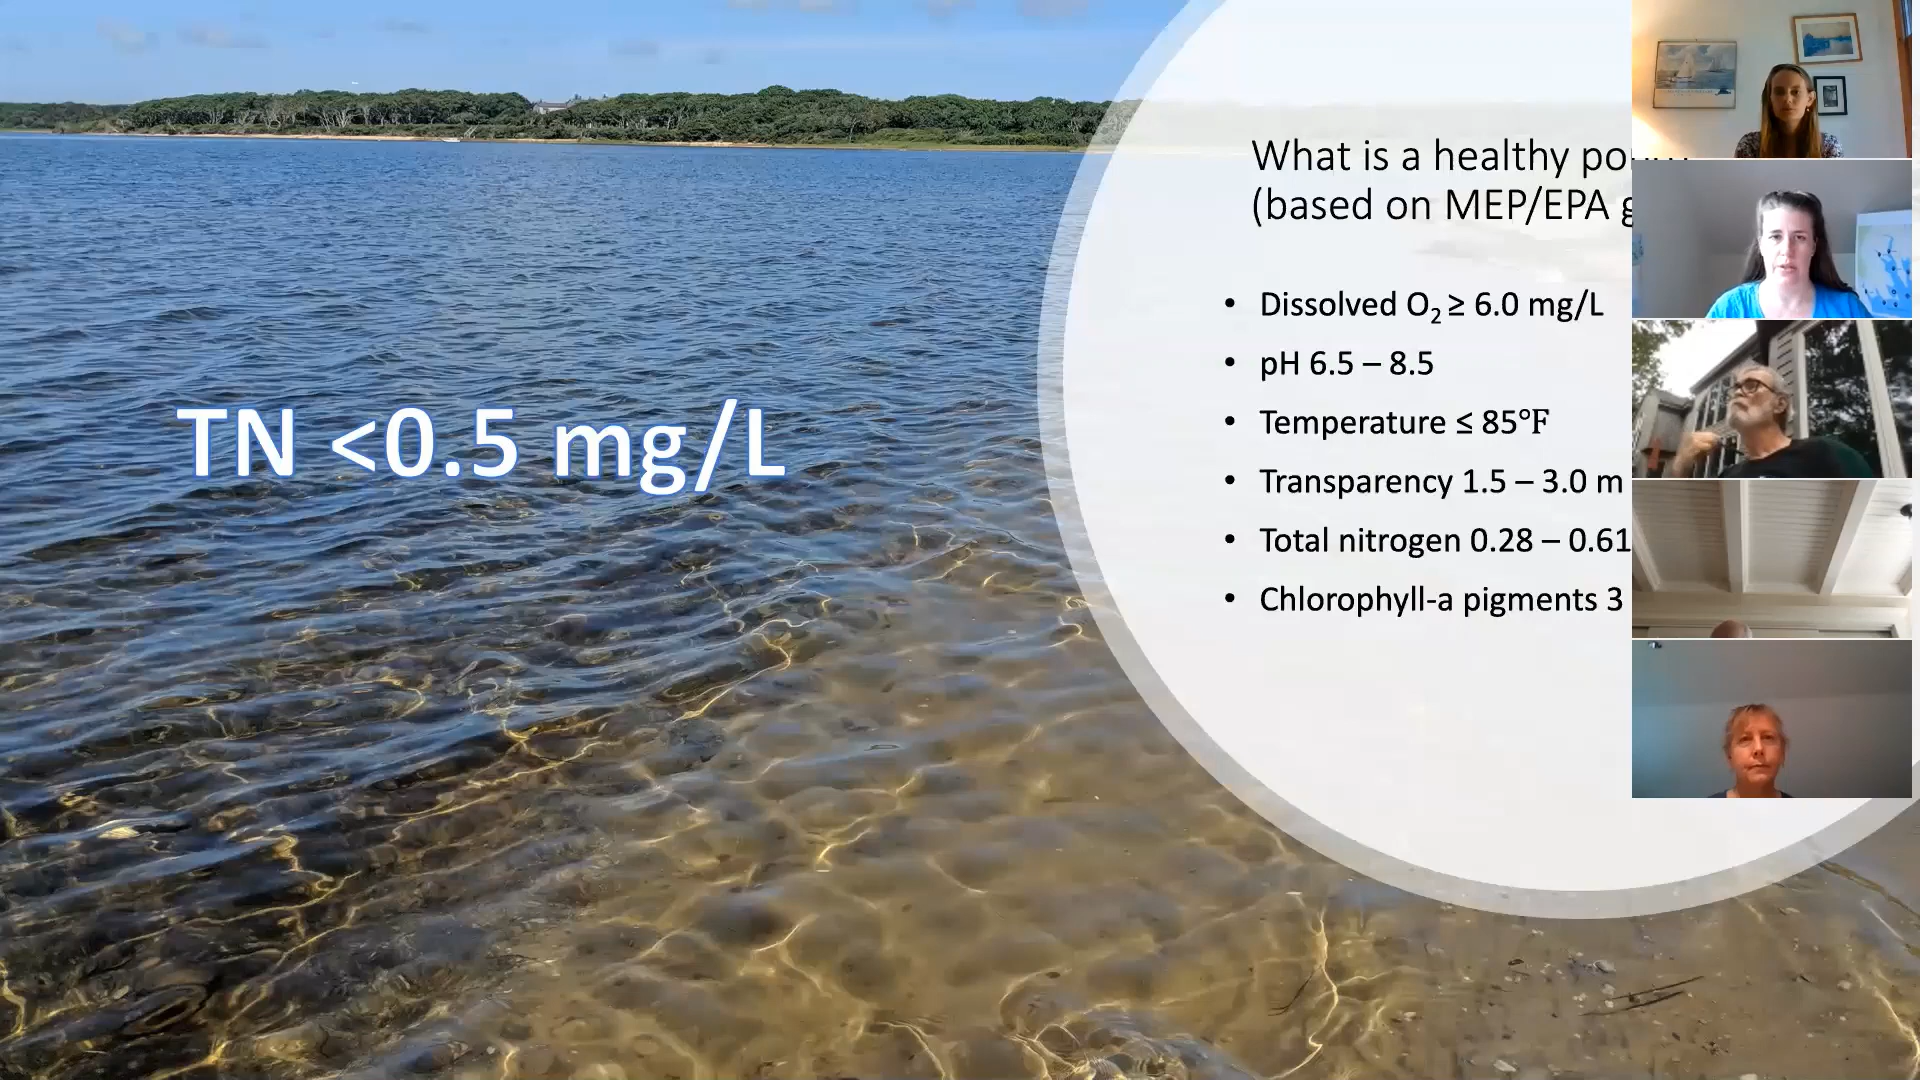 TN <0.5 mg/L
What is a healthy
(based on MEP/EPA
• Dissolved O₂ ≥ 6.0 mg/L
• pH 6.5 – 8.5
• Temperature ≤ 85°F
• Transparency 1.5 – 3.0 m
• Total nitrogen 0.28 – 0.61
• Chlorophyll-a pigments 3